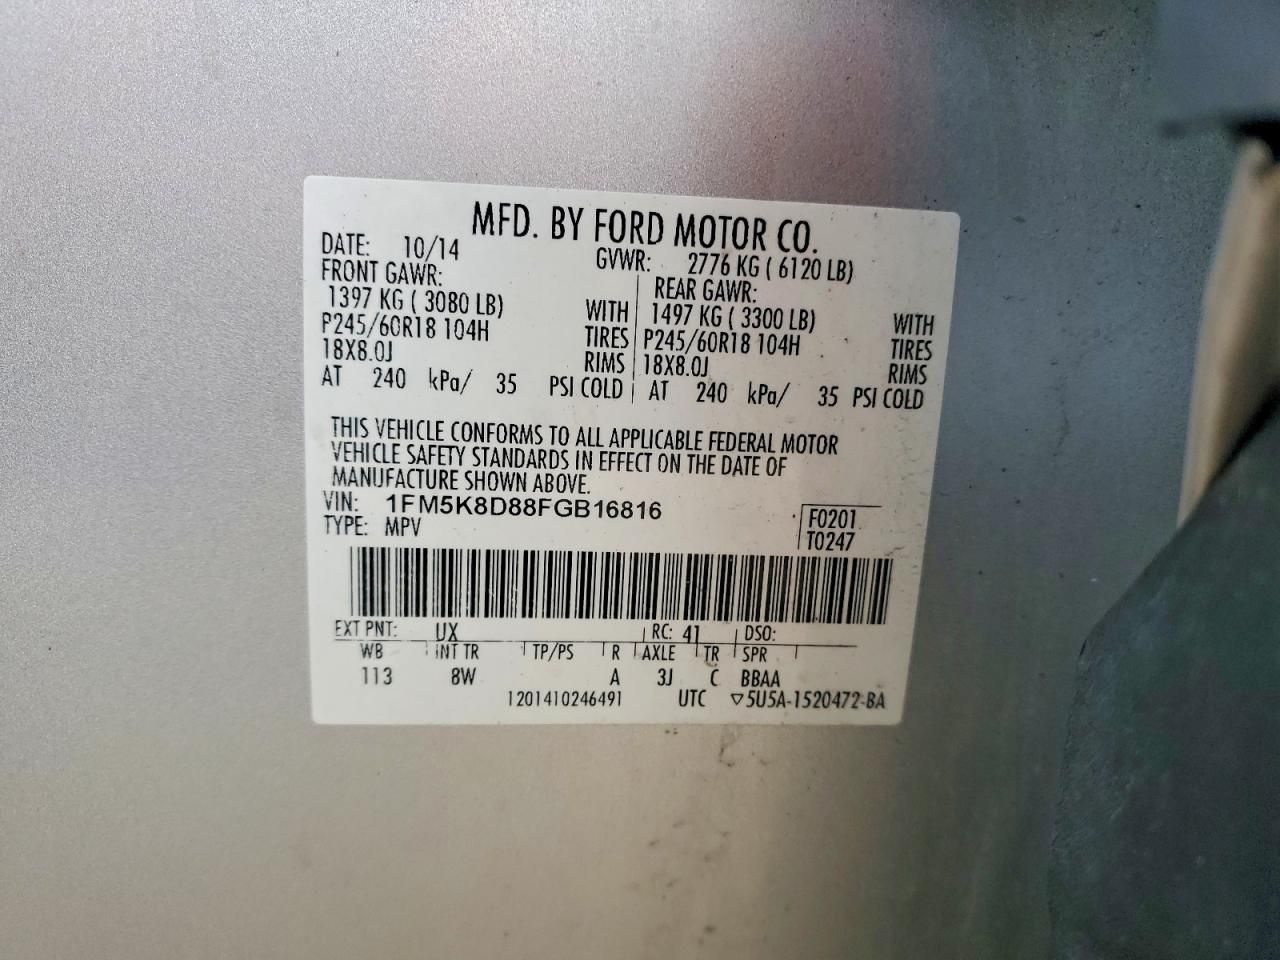 MFD. BY FORD MOTOR CO.
DATE: 10/14 GVWR: 2776 KG ( 6120 LB)
FRONT GAWR: REAR GAWR:
1397 KG ( 3080 LB) WITH 1497 KG ( 3300 LB) WITH
P245/60R18 104H TIRES P245/60R18 104H TIRES
18X8.0J RIMS 18X8.0J RIMS
AT 240 kPa/ 35 PSI COLD AT 240 kPa/ 35 PSI COLD
THIS VEHICLE CONFORMS TO ALL APPLICABLE FEDERAL MOTOR
VEHICLE SAFETY STANDARDS IN EFFECT ON THE DATE OF
MANUFACTURE SHOWN ABOVE.
VIN: 1FM5K8D88FGB16816 F0201
TYPE: MPV T0247
EXT PNT: UX RC: 41 DSO:
WB INT TR TP/PS R AXLE TR SPR
113 8W A 3J C BBAA
1201410246491 UTC ▽5U5A-1520472-BA